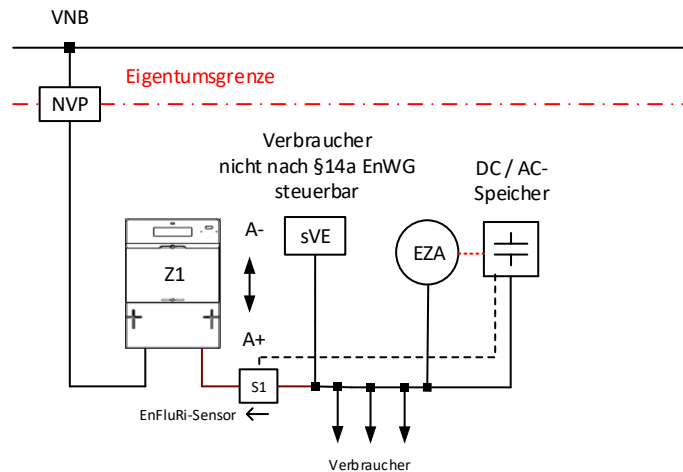 VNB
Eigentumsgrenze
NVP
Verbraucher
nicht nach §14a EnWG
steuerbar
DC / AC-
Speicher
A-
sVE
EZA
Z1
A+
S1
EnFluRi-Sensor
Verbraucher